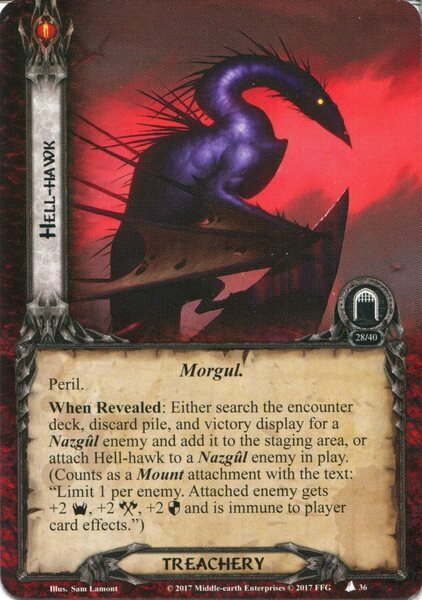 HELL-HAWK
28/40
Morgul.
Peril.
When Revealed: Either search the encounter
deck, discard pile, and victory display for a
Nazgûl enemy and add it to the staging area, or
attach Hell-hawk to a Nazgûl enemy in play.
(Counts as a Mount attachment with the text:
“Limit 1 per enemy. Attached enemy gets
+2 , +2 , +2 and is immune to player
card effects.”)
TREACHERY
Illus. Sam Lamont
© 2017 Middle-earth Enterprises © 2017 FFG
36